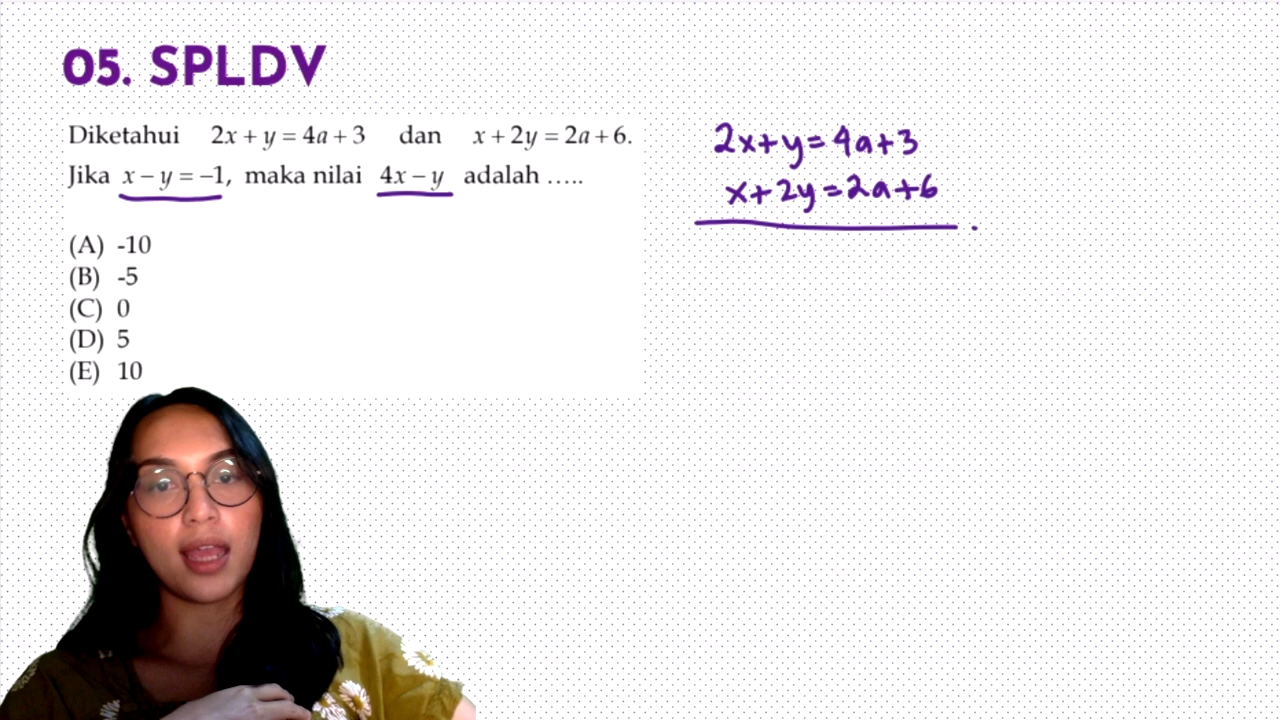 05. SPLDV
Diketahui 2x + y = 4a + 3 dan x + 2y = 2a + 6.
Jika x − y = −1, maka nilai 4x − y adalah .....
(A) -10
(B) -5
(C) 0
(D) 5
(E) 10
2x+y=4a+3
x+2y=2a+6